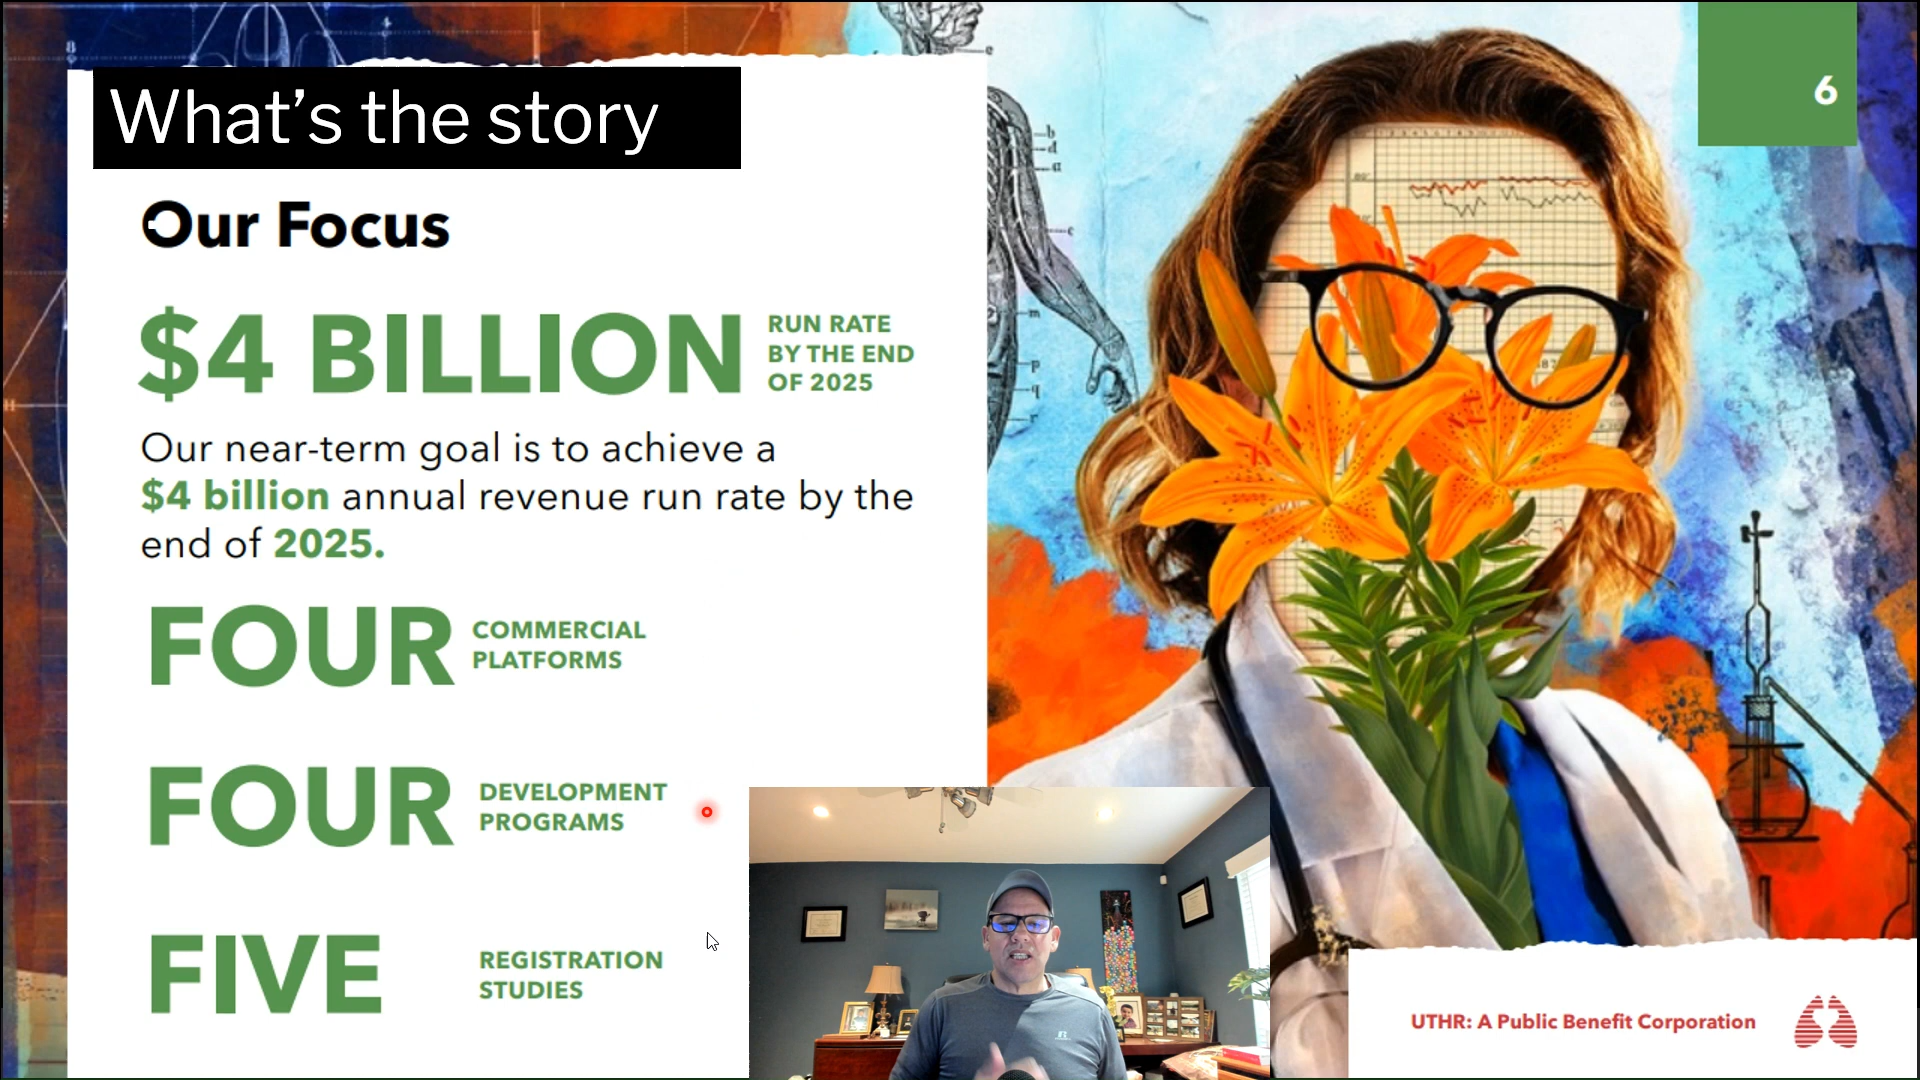 What's the story
6
Our Focus
$4 BILLION
RUN RATE
BY THE END
OF 2025
Our near-term goal is to achieve a
$4 billion annual revenue run rate by the
end of 2025.
FOUR
COMMERCIAL
PLATFORMS
FOUR
DEVELOPMENT
PROGRAMS
FIVE
REGISTRATION
STUDIES
UTHR: A Public Benefit Corporation